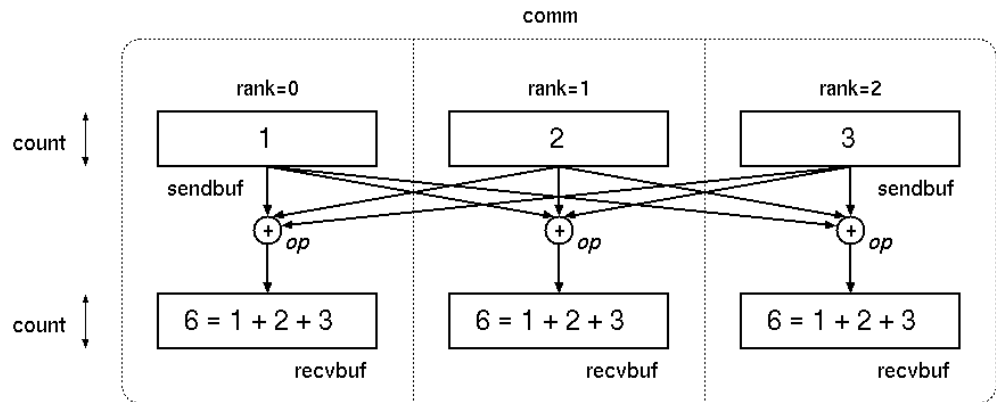 comm
rank=0 rank=1 rank=2
count 1 2 3
sendbuf sendbuf
+ op + op + op
count 6 = 1 + 2 + 3 6 = 1 + 2 + 3 6 = 1 + 2 + 3
recvbuf recvbuf recvbuf